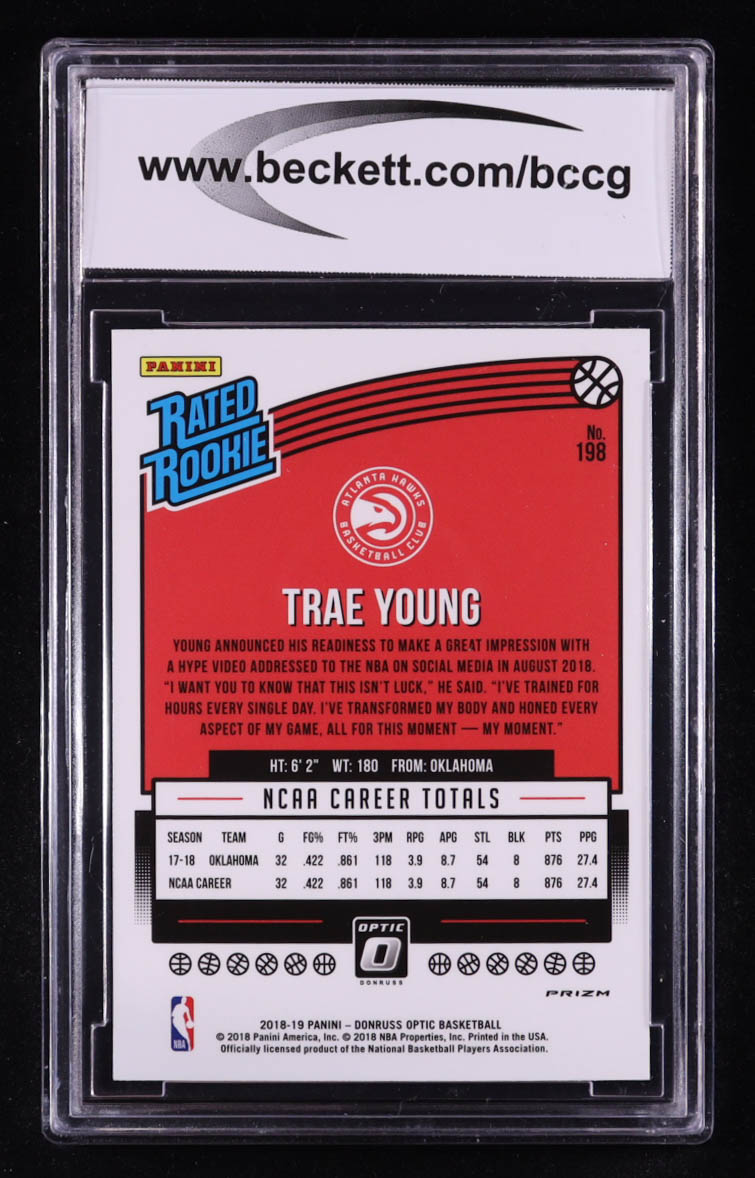 www.beckett.com/bccg
PANINI
RATED
ROOKIE
No.
198
ATLANTA HAWKS
BASKETBALL CLUB
TRAE YOUNG
YOUNG ANNOUNCED HIS READINESS TO MAKE A GREAT IMPRESSION WITH
A HYPE VIDEO ADDRESSED TO THE NBA ON SOCIAL MEDIA IN AUGUST 2018.
“I WANT YOU TO KNOW THAT THIS ISN'T LUCK,” HE SAID. “I'VE TRAINED FOR
HOURS EVERY SINGLE DAY. I'VE TRANSFORMED MY BODY AND HONED EVERY
ASPECT OF MY GAME, ALL FOR THIS MOMENT — MY MOMENT.”
HT: 6' 2" WT: 180 FROM: OKLAHOMA
NCAA CAREER TOTALS
SEASON TEAM G FG% FT% 3PM RPG APG STL BLK PTS PPG
17-18 OKLAHOMA 32 .422 .861 118 3.9 8.7 54 8 876 27.4
NCAA CAREER 32 .422 .861 118 3.9 8.7 54 8 876 27.4
OPTIC
O
DONRUSS
PRIZM
NBA
2018-19 PANINI – DONRUSS OPTIC BASKETBALL
© 2018 Panini America, Inc. © 2018 NBA Properties, Inc. Printed in the USA.
Officially licensed product of the National Basketball Players Association.